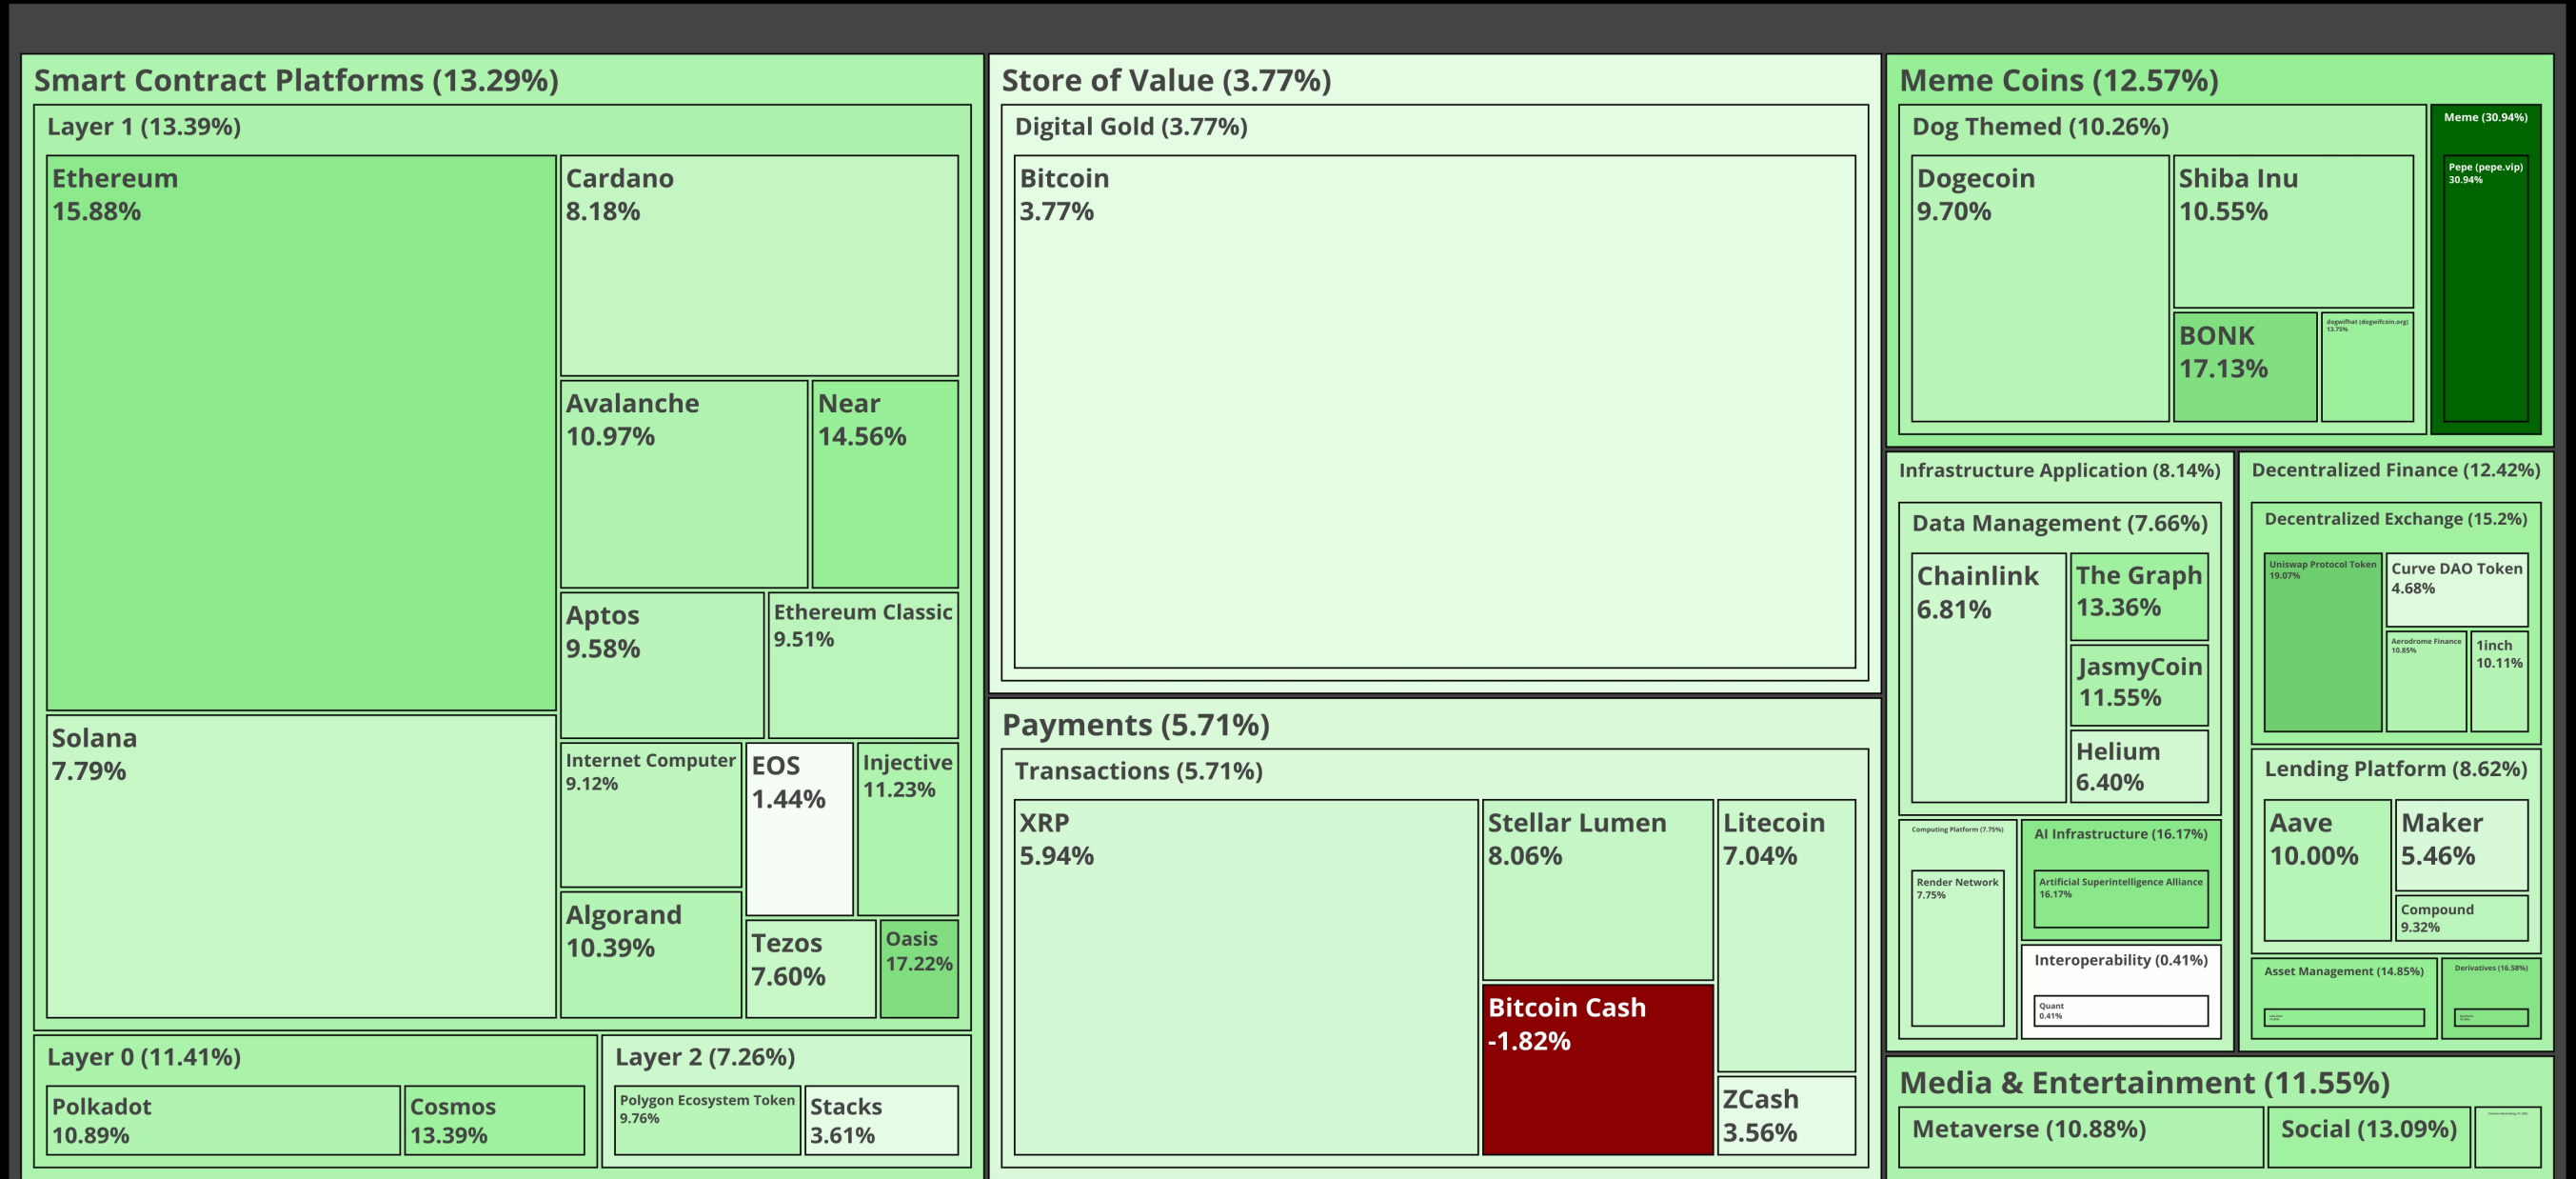 Smart Contract Platforms (13.29%)
Layer 1 (13.39%)
Ethereum
15.88%
Cardano
8.18%
Avalanche
10.97%
Near
14.56%
Aptos
9.58%
Ethereum Classic
9.51%
Solana
7.79%
Internet Computer
9.12%
EOS
1.44%
Injective
11.23%
Algorand
10.39%
Tezos
7.60%
Oasis
17.22%
Layer 0 (11.41%)
Polkadot
10.89%
Cosmos
13.39%
Layer 2 (7.26%)
Polygon Ecosystem Token
9.76%
Stacks
3.61%
Store of Value (3.77%)
Digital Gold (3.77%)
Bitcoin
3.77%
Payments (5.71%)
Transactions (5.71%)
XRP
5.94%
Stellar Lumen
8.06%
Litecoin
7.04%
Bitcoin Cash
-1.82%
ZCash
3.56%
Meme Coins (12.57%)
Dog Themed (10.26%)
Dogecoin
9.70%
Shiba Inu
10.55%
BONK
17.13%
dogwifhat (dogwifcoin.org)
13.75%
Meme (30.94%)
Pepe (pepe.vip)
30.94%
Infrastructure Application (8.14%)
Data Management (7.66%)
Chainlink
6.81%
The Graph
13.36%
JasmyCoin
11.55%
Helium
6.40%
Computing Platform (7.75%)
Render Network
7.75%
AI Infrastructure (16.17%)
Artificial Superintelligence Alliance
16.17%
Interoperability (0.41%)
Quant
0.41%
Decentralized Finance (12.42%)
Decentralized Exchange (15.2%)
Uniswap Protocol Token
19.07%
Curve DAO Token
4.68%
Aerodrome Finance
10.85%
1inch
10.11%
Lending Platform (8.62%)
Aave
10.00%
Maker
5.46%
Compound
9.32%
Asset Management (14.85%)
Derivatives (16.58%)
Media & Entertainment (11.55%)
Metaverse (10.88%)
Social (13.09%)